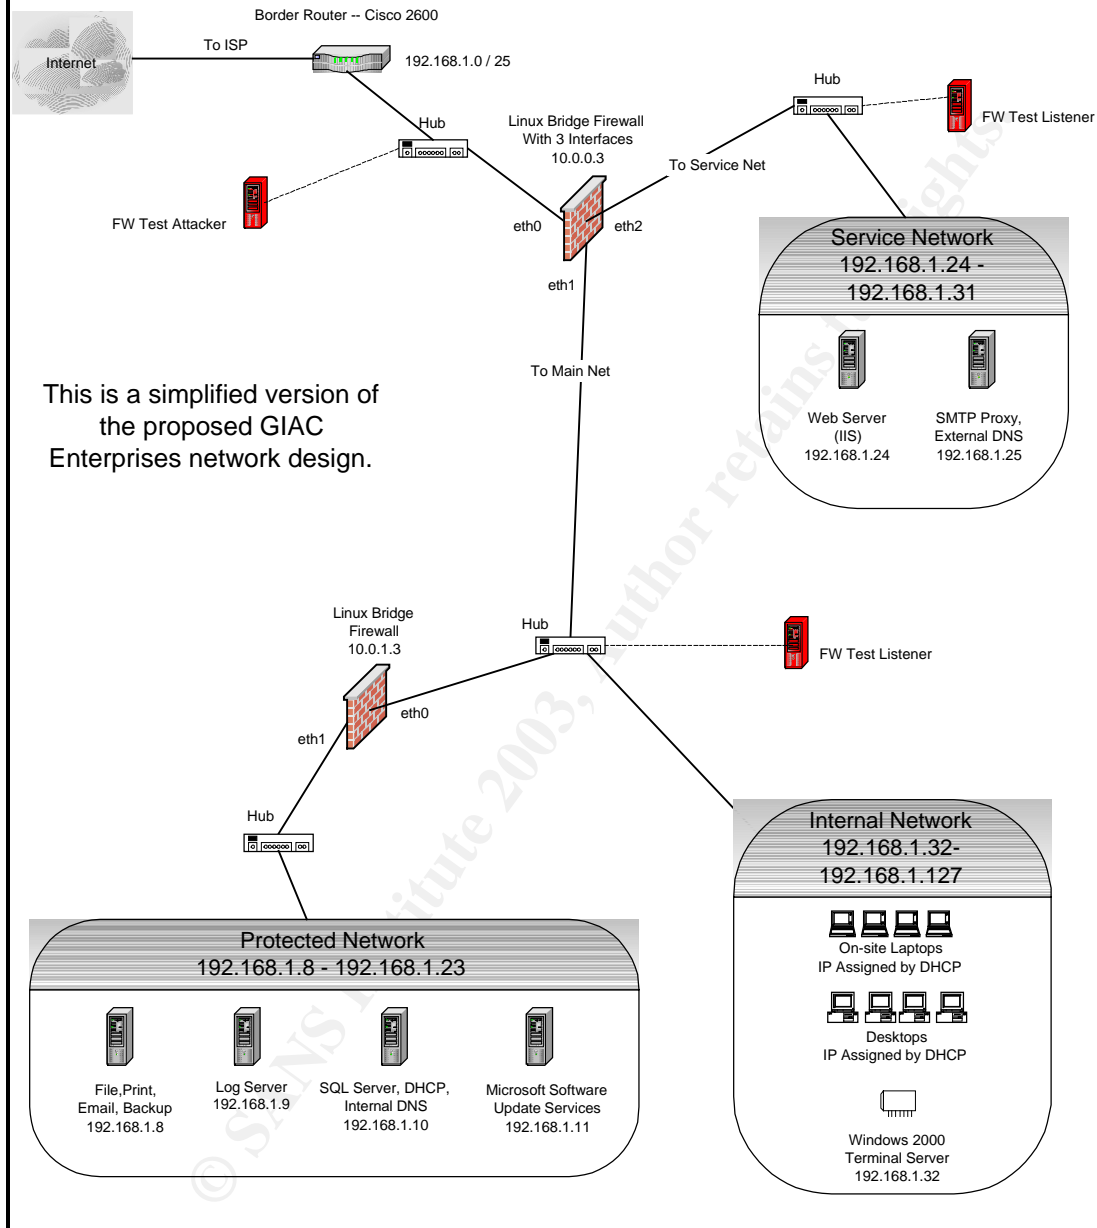 Border Router -- Cisco 2600
To ISP
Internet
192.168.1.0 / 25
Hub
Hub
Linux Bridge Firewall
With 3 Interfaces
10.0.0.3
FW Test Listener
To Service Net
FW Test Attacker
eth0
eth2
eth1
Service Network
192.168.1.24 -
192.168.1.31
To Main Net
This is a simplified version of
the proposed GIAC
Enterprises network design.
Web Server
(IIS)
192.168.1.24
SMTP Proxy,
External DNS
192.168.1.25
Linux Bridge
Firewall
10.0.1.3
Hub
FW Test Listener
eth0
eth1
Hub
Internal Network
192.168.1.32-
192.168.1.127
On-site Laptops
IP Assigned by DHCP
Desktops
IP Assigned by DHCP
Windows 2000
Terminal Server
192.168.1.32
Protected Network
192.168.1.8 - 192.168.1.23
File,Print,
Email, Backup
192.168.1.8
Log Server
192.168.1.9
SQL Server, DHCP,
Internal DNS
192.168.1.10
Microsoft Software
Update Services
192.168.1.11
© SANS Institute 2003, Author retains full rights